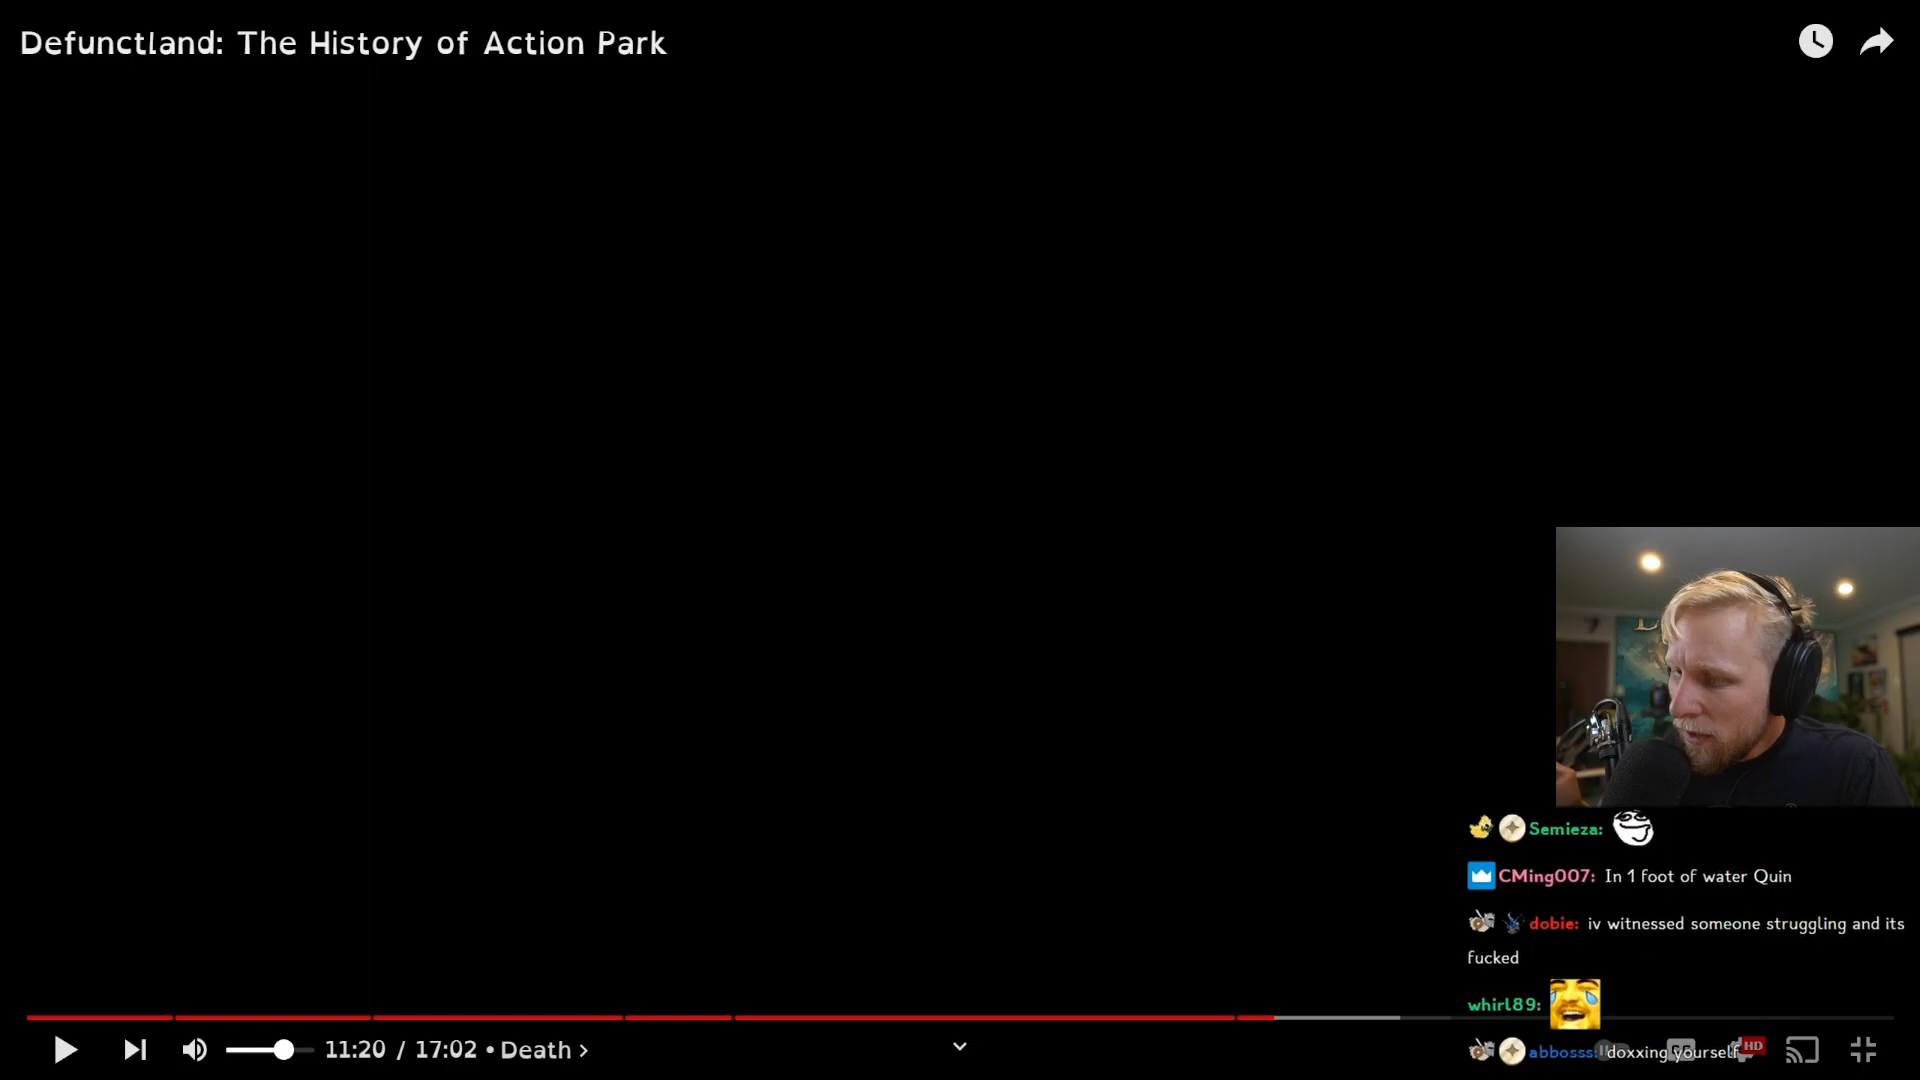 Defunctland: The History of Action Park
Semieza:
CMing007: In 1 foot of water Quin
dobie: iv witnessed someone struggling and its
fucked
whirl89:
11:20 / 17:02 • Death ›
abbosss: doxxing yourself
HD